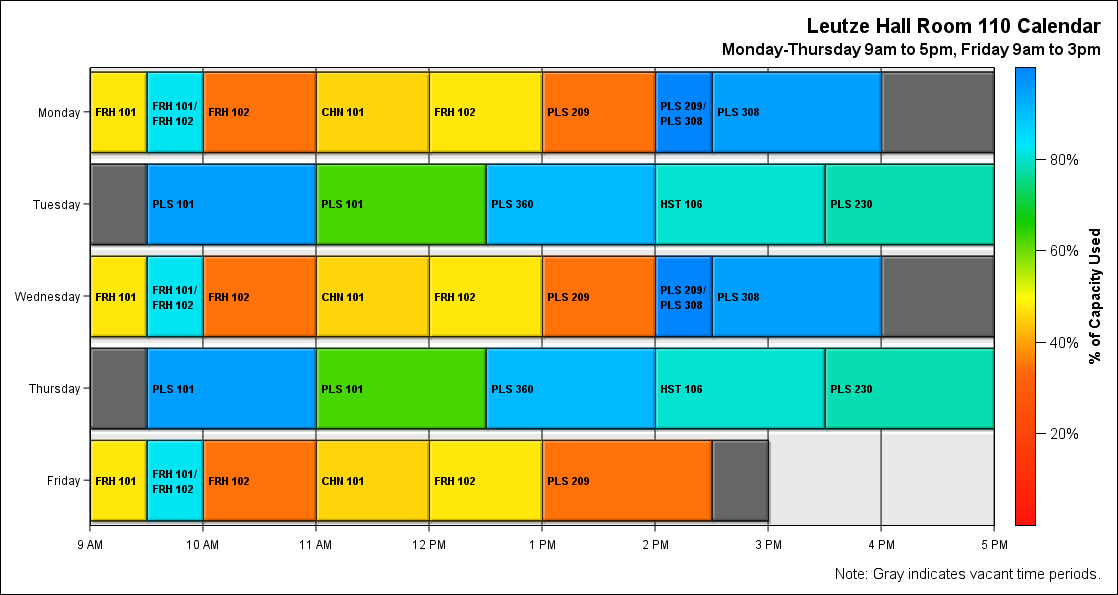 Leutze Hall Room 110 Calendar
Monday-Thursday 9am to 5pm, Friday 9am to 3pm
Monday
FRH 101
FRH 101/
FRH 102
FRH 102
CHN 101
FRH 102
PLS 209
PLS 209/
PLS 308
PLS 308
Tuesday
PLS 101
PLS 101
PLS 360
HST 106
PLS 230
Wednesday
FRH 101
FRH 101/
FRH 102
FRH 102
CHN 101
FRH 102
PLS 209
PLS 209/
PLS 308
PLS 308
Thursday
PLS 101
PLS 101
PLS 360
HST 106
PLS 230
Friday
FRH 101
FRH 101/
FRH 102
FRH 102
CHN 101
FRH 102
PLS 209
9 AM
10 AM
11 AM
12 PM
1 PM
2 PM
3 PM
4 PM
5 PM
80%
60%
40%
20%
% of Capacity Used
Note: Gray indicates vacant time periods.